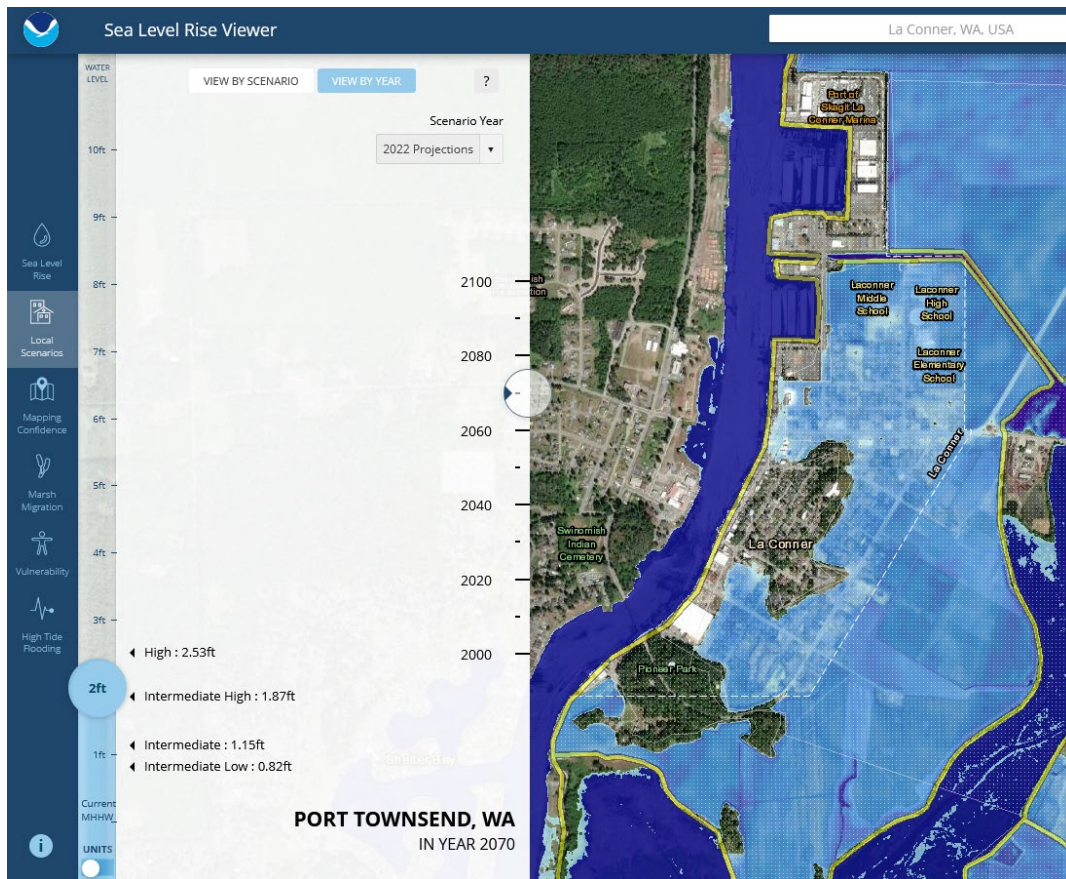 Sea Level Rise Viewer
La Conner, WA, USA
WATER
LEVEL
VIEW BY SCENARIO
VIEW BY YEAR
?
Scenario Year
2022 Projections
10ft
9ft
8ft
7ft
6ft
5ft
4ft
3ft
2ft
1ft
Current
MHHW
UNITS
Sea Level
Rise
Local
Scenarios
Mapping
Confidence
Marsh
Migration
Vulnerability
High Tide
Flooding
i
2100
2080
2060
2040
2020
2000
High : 2.53ft
Intermediate High : 1.87ft
Intermediate : 1.15ft
Intermediate Low : 0.82ft
Shelter Bay
PORT TOWNSEND, WA
IN YEAR 2070
Port of
Skagit La
Conner Marina
Laconner
Middle
School
Laconner
High
School
Laconner
Elementary
School
La Conner
La Conner
Swinomish
Indian
Cemetery
Pioneer Park